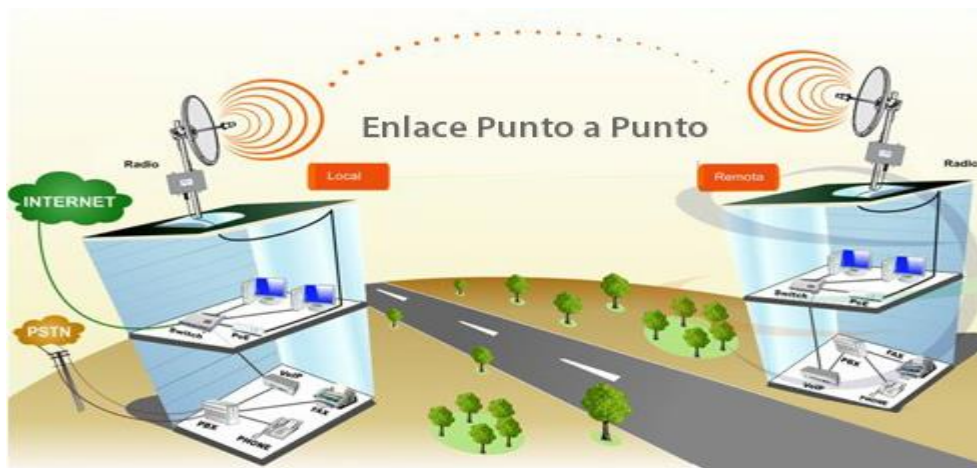 Enlace Punto a Punto
Radio
Local
INTERNET
Switch
PoE
PSTN
VoIP
PBX
FAX
PHONE
Remota
Radio
Switch
PoE
PBX
FAX
VoIP
PHONE